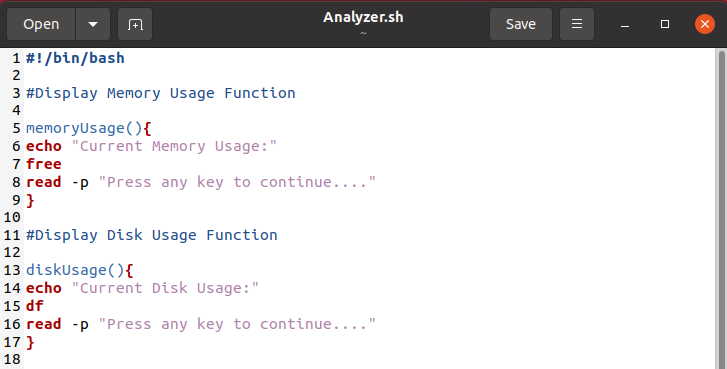 Open
Analyzer.sh
~
Save
1 #!/bin/bash
2
3 #Display Memory Usage Function
4
5 memoryUsage(){
6 echo "Current Memory Usage:"
7 free
8 read -p "Press any key to continue...."
9 }
10
11 #Display Disk Usage Function
12
13 diskUsage(){
14 echo "Current Disk Usage:"
15 df
16 read -p "Press any key to continue...."
17 }
18